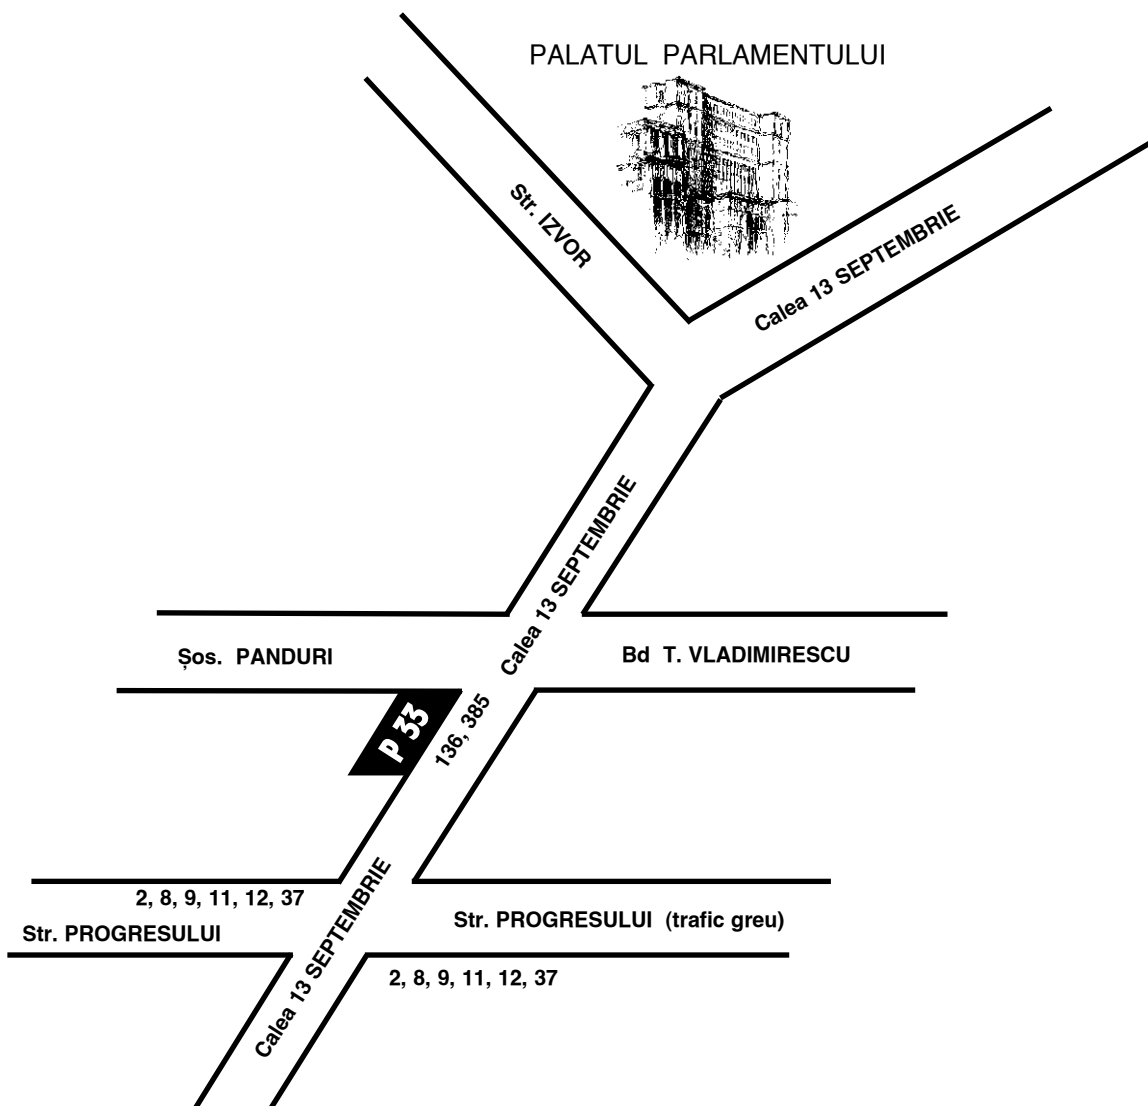 PALATUL PARLAMENTULUI
Str. IZVOR
Calea 13 SEPTEMBRIE
Calea 13 SEPTEMBRIE
Șos. PANDURI
Bd T. VLADIMIRESCU
P 33
136, 385
2, 8, 9, 11, 12, 37
Str. PROGRESULUI
Str. PROGRESULUI (trafic greu)
Calea 13 SEPTEMBRIE
2, 8, 9, 11, 12, 37